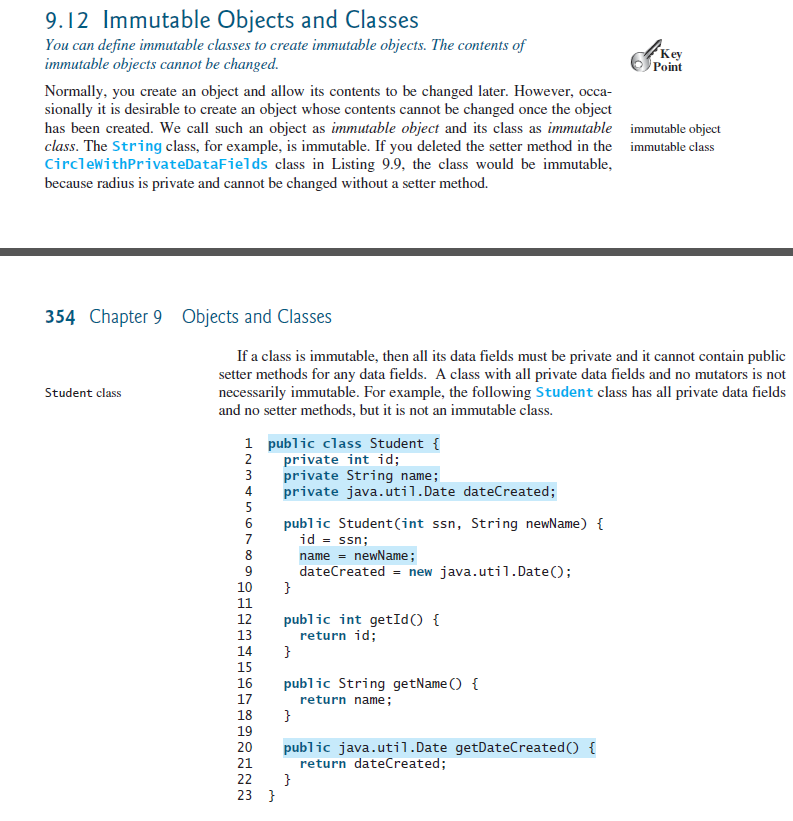 9.12 Immutable Objects and Classes
You can define immutable classes to create immutable objects. The contents of
immutable objects cannot be changed.
Key
Point
Normally, you create an object and allow its contents to be changed later. However, occa-
sionally it is desirable to create an object whose contents cannot be changed once the object
has been created. We call such an object as immutable object and its class as immutable
class. The String class, for example, is immutable. If you deleted the setter method in the
CircleWithPrivateDataFields class in Listing 9.9, the class would be immutable,
because radius is private and cannot be changed without a setter method.
immutable object
immutable class
354 Chapter 9 Objects and Classes
If a class is immutable, then all its data fields must be private and it cannot contain public
setter methods for any data fields. A class with all private data fields and no mutators is not
necessarily immutable. For example, the following Student class has all private data fields
and no setter methods, but it is not an immutable class.
Student class
1 public class Student {
2 private int id;
3 private String name;
4 private java.util.Date dateCreated;
5
6 public Student(int ssn, String newName) {
7 id = ssn;
8 name = newName;
9 dateCreated = new java.util.Date();
10 }
11
12 public int getId() {
13 return id;
14 }
15
16 public String getName() {
17 return name;
18 }
19
20 public java.util.Date getDateCreated() {
21 return dateCreated;
22 }
23 }